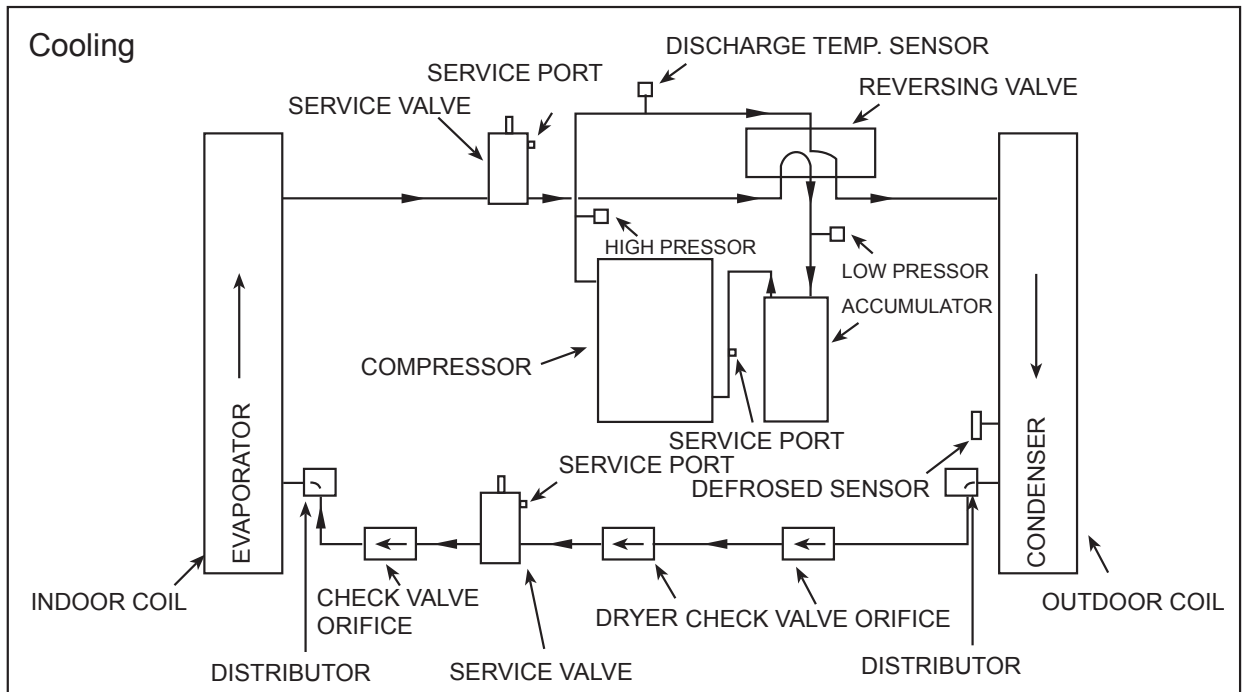 Cooling
DISCHARGE TEMP. SENSOR
SERVICE PORT
SERVICE VALVE
REVERSING VALVE
HIGH PRESSOR
LOW PRESSOR
ACCUMULATOR
COMPRESSOR
SERVICE PORT
SERVICE PORT
DEFROSED SENSOR
EVAPORATOR
CONDENSER
INDOOR COIL
CHECK VALVE
ORIFICE
DRYER
CHECK VALVE ORIFICE
OUTDOOR COIL
DISTRIBUTOR
SERVICE VALVE
DISTRIBUTOR